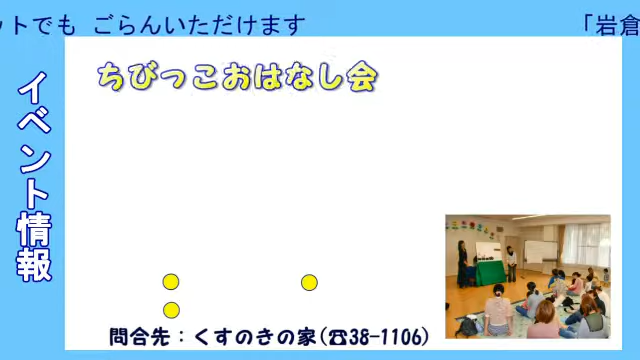 ットでも ごらんいただけます 「岩倉
イベント情報
ちびっこおはなし会
問合先：くすのきの家(☎38-1106)